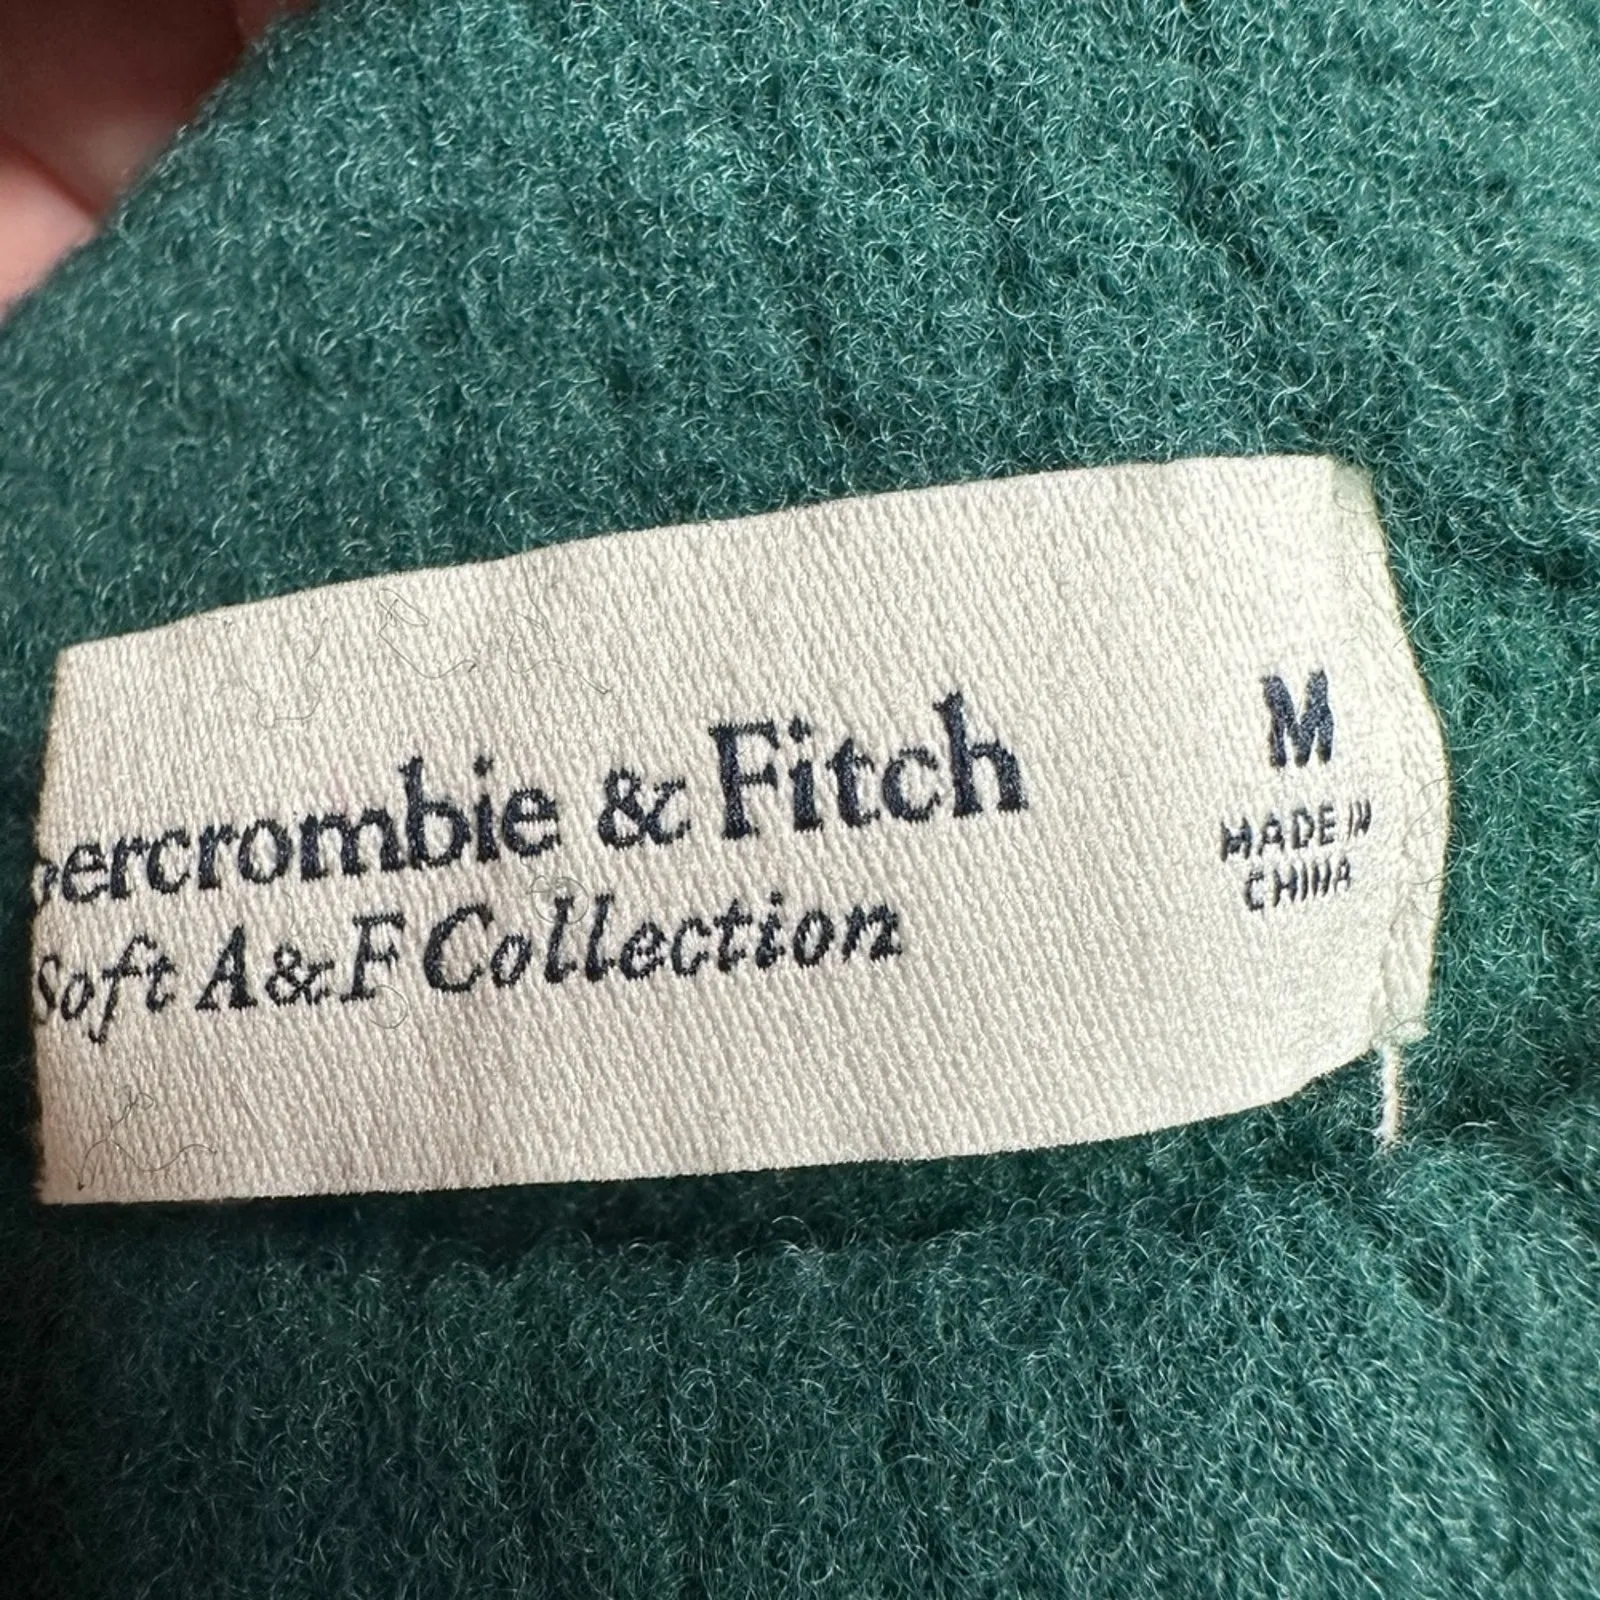 bercrombie & Fitch
Soft A&F Collection
M
MADE IN
CHINA